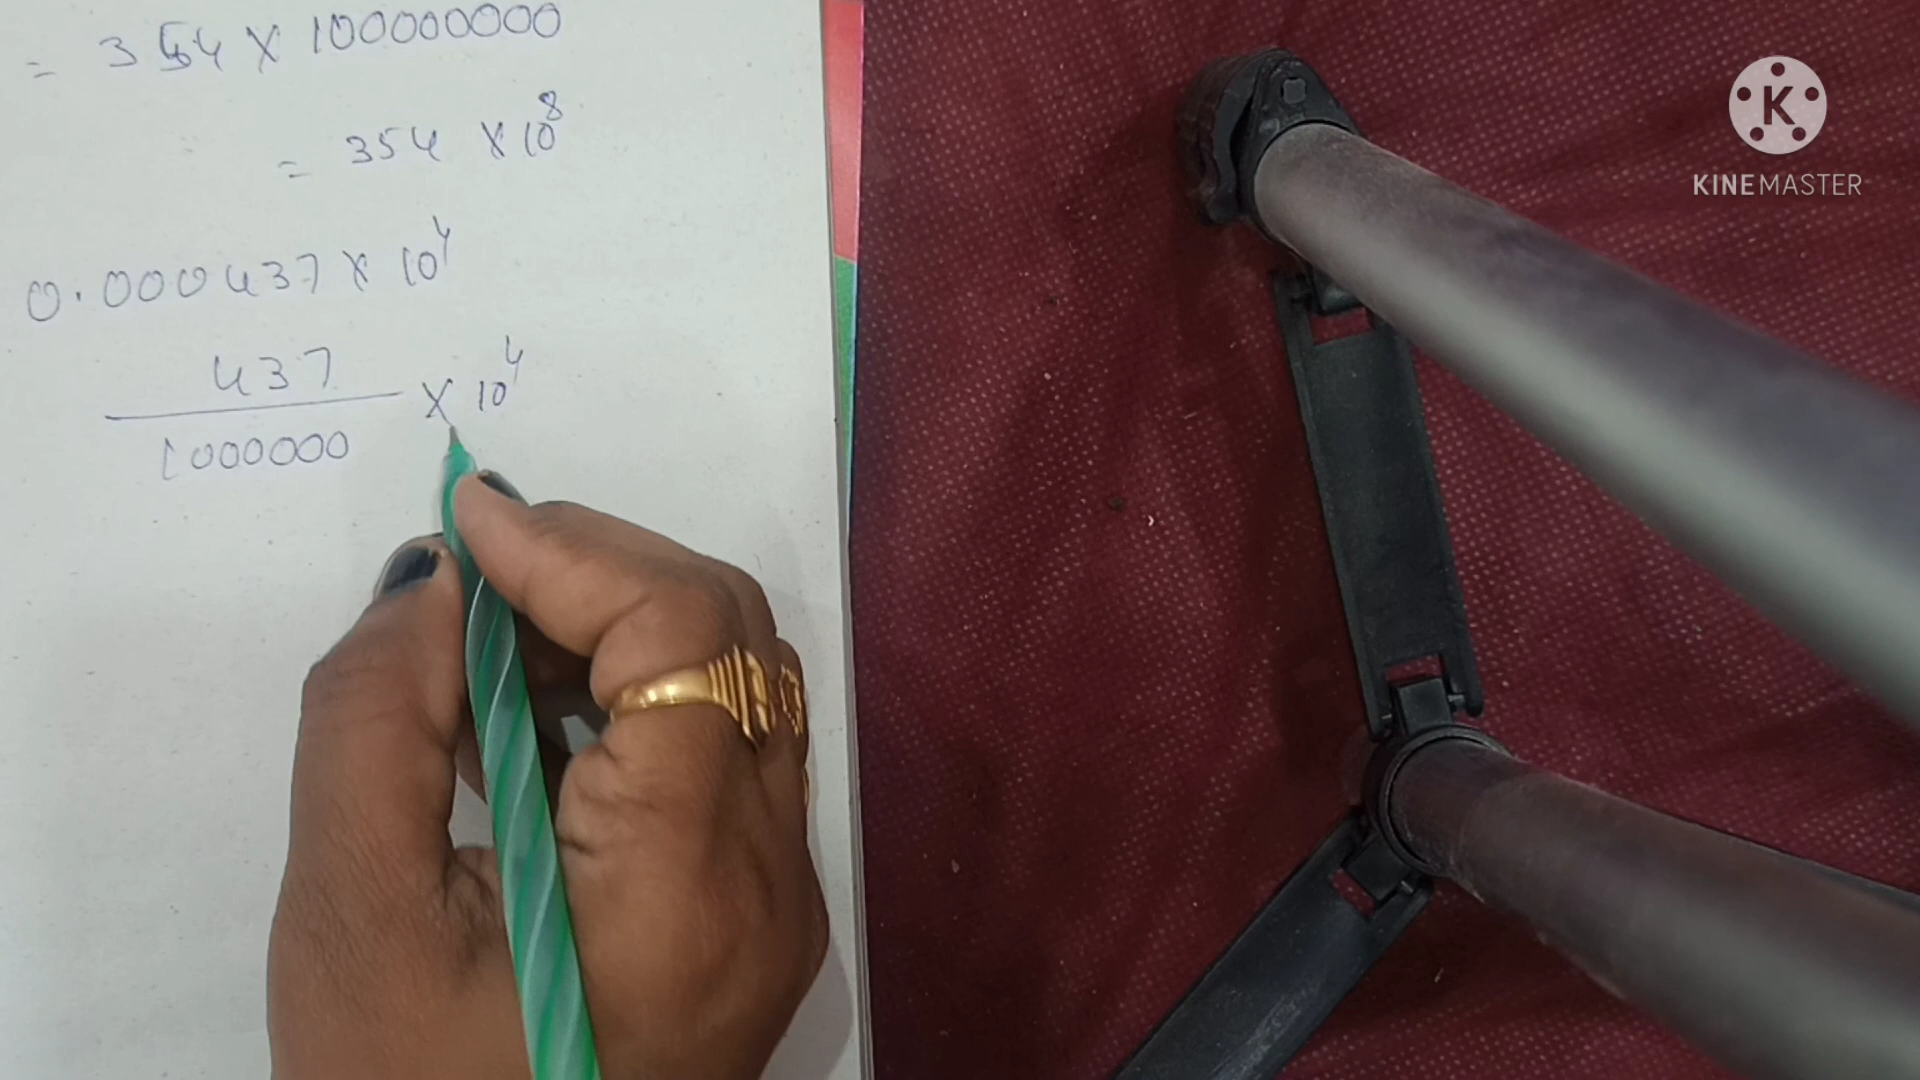 = 354 X 100000000
= 354 X 10⁸
0.000437 X 10⁴
437
1000000 X 10⁴
K
KINEMASTER